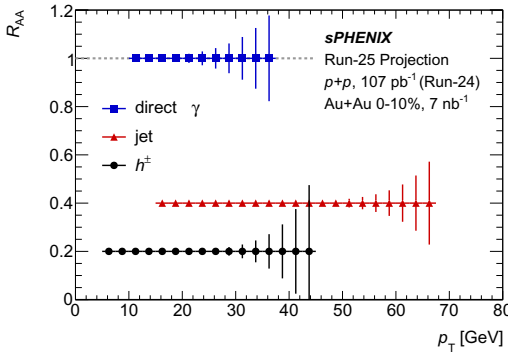 R_AA
1.2
1
0.8
0.6
0.4
0.2
0
sPHENIX
Run-25 Projection
p+p, 107 pb⁻¹ (Run-24)
Au+Au 0-10%, 7 nb⁻¹
direct γ
jet
h±
0 10 20 30 40 50 60 70 80
p_T [GeV]